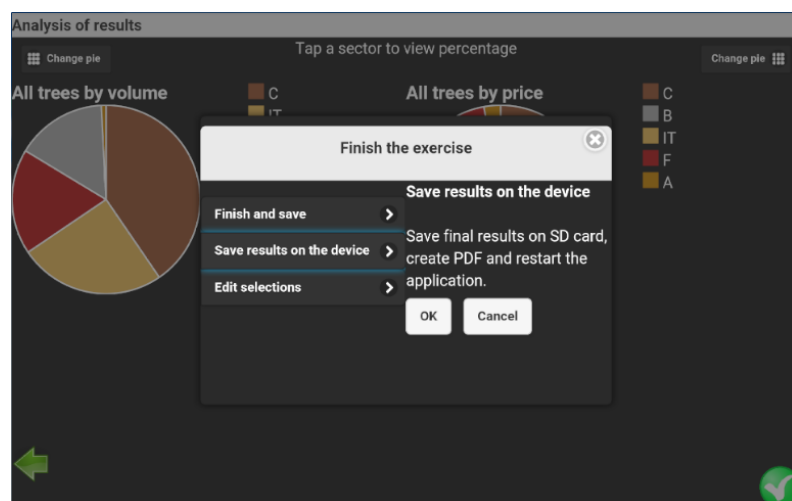 Analysis of results
Change pie
Tap a sector to view percentage
Change pie
All trees by volume
C
IT
All trees by price
C
B
IT
F
A
Finish the exercise
Finish and save
Save results on the device
Edit selections
Save results on the device
Save final results on SD card,
create PDF and restart the
application.
OK
Cancel